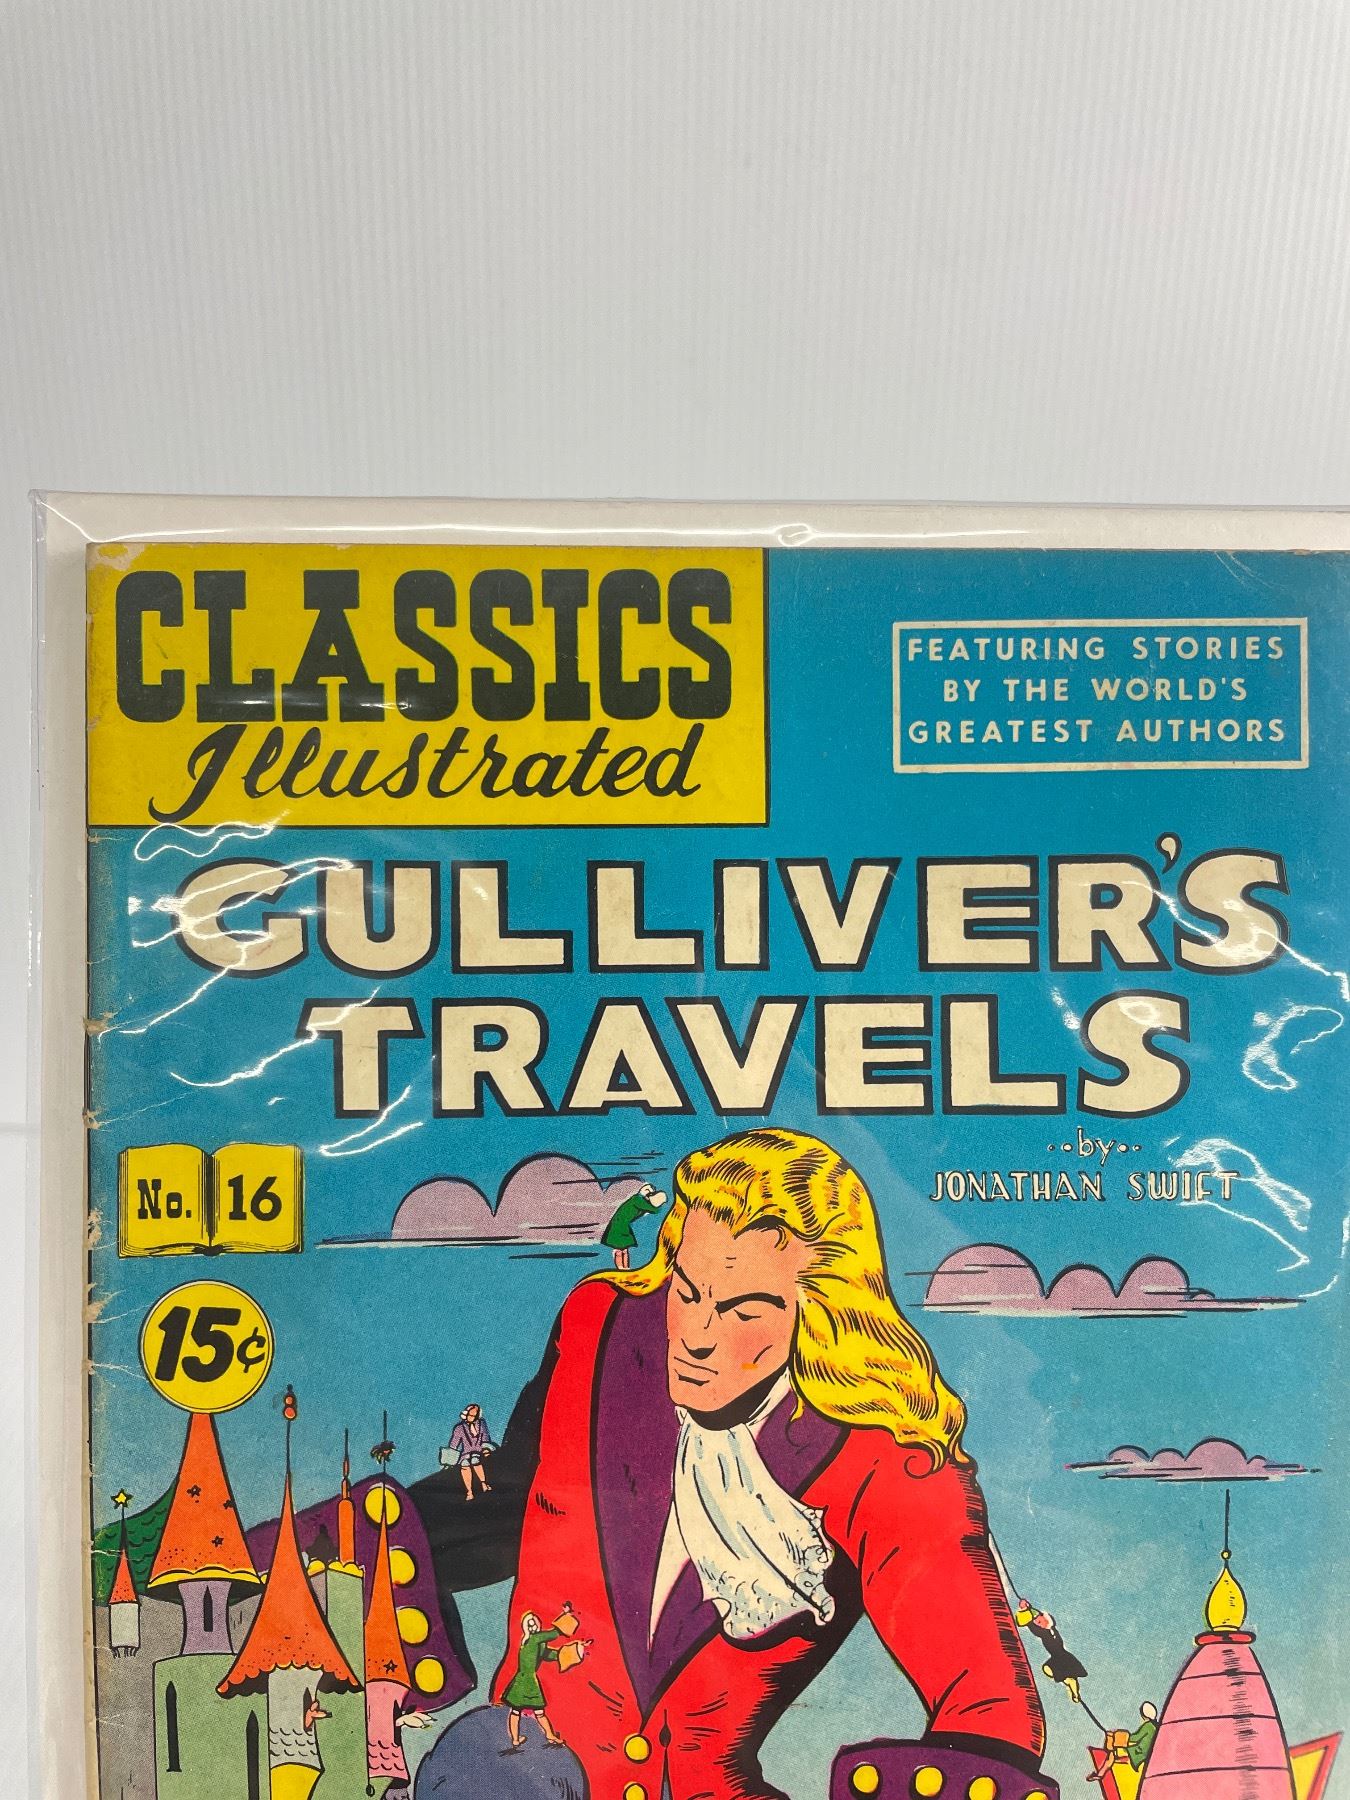 CLASSICS
Illustrated
FEATURING STORIES
BY THE WORLD'S
GREATEST AUTHORS
GULLIVER'S
TRAVELS
··by··
JONATHAN SWIFT
No. 16
15¢